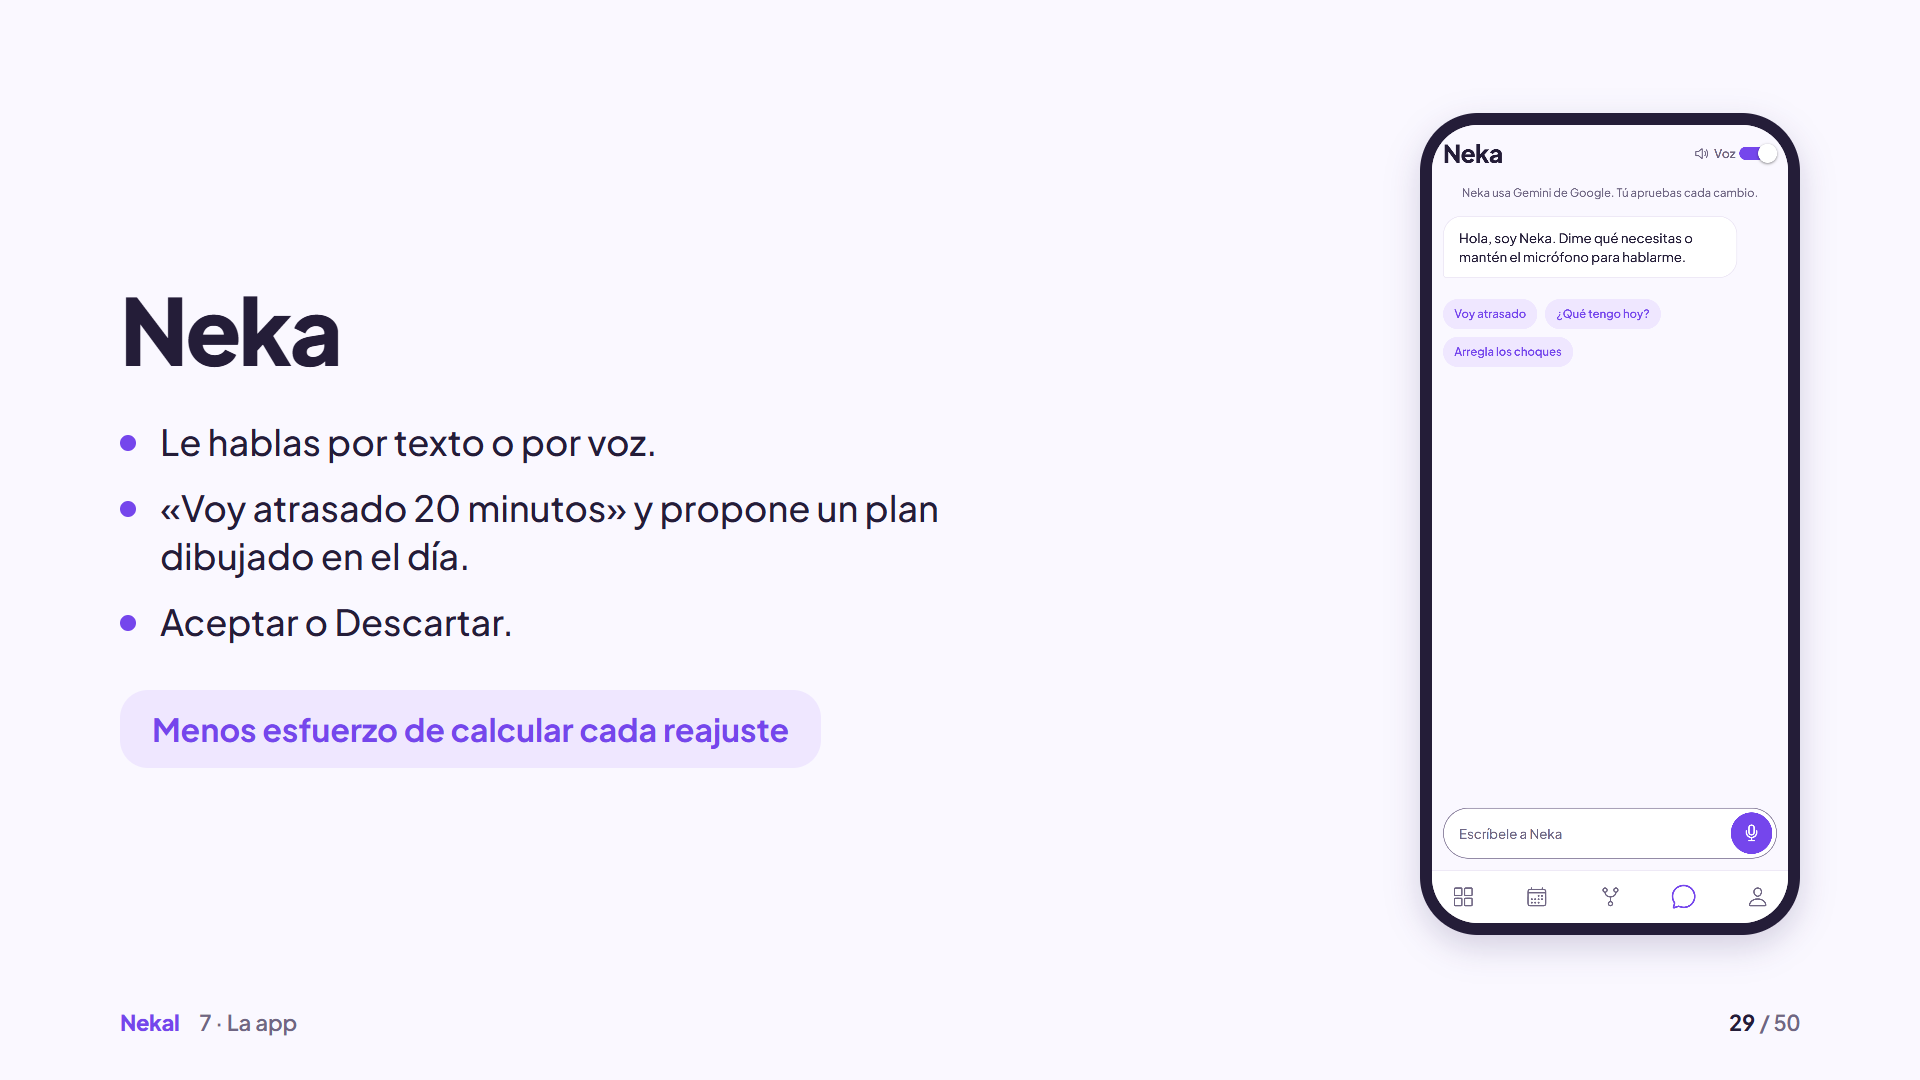 Neka
Le hablas por texto o por voz.
«Voy atrasado 20 minutos» y propone un plan
dibujado en el día.
Aceptar o Descartar.
Menos esfuerzo de calcular cada reajuste
Neka
Voz
Neka usa Gemini de Google. Tú apruebas cada cambio.
Hola, soy Neka. Dime qué necesitas o
mantén el micrófono para hablarme.
Voy atrasado
¿Qué tengo hoy?
Arregla los choques
Escríbele a Neka
Nekal 7 · La app
29 / 50